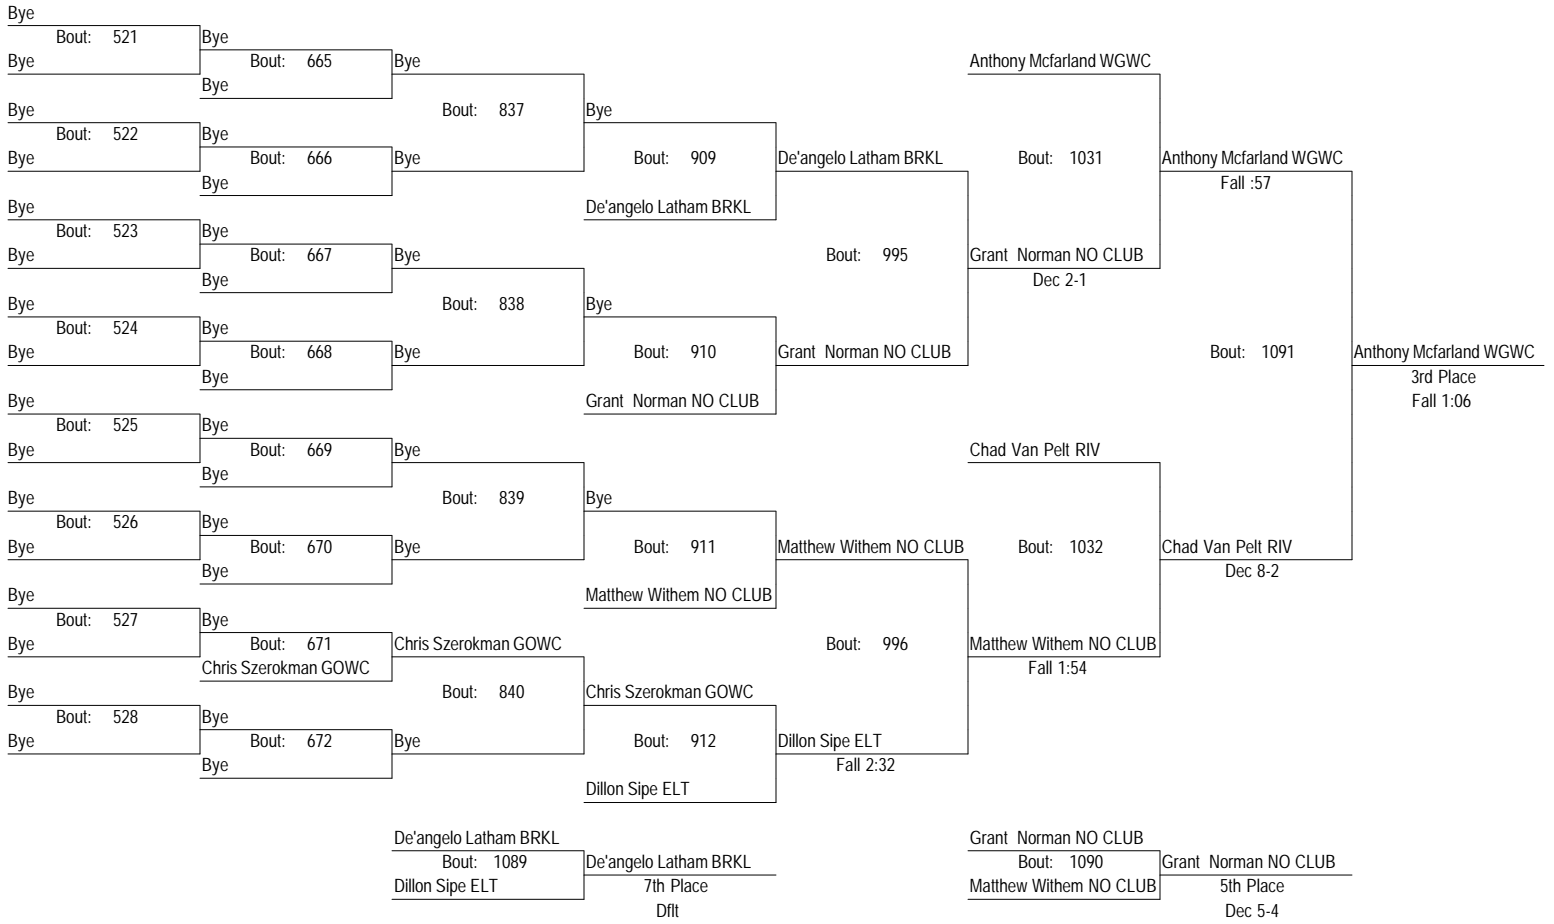 Bye
Bout: 521 Bye
Bye Bout: 665 Bye Anthony Mcfarland WGWC
Bye
Bye Bout: 837 Bye
Bout: 522 Bye
Bye Bout: 666 Bye Bout: 909 De'angelo Latham BRKL Bout: 1031 Anthony Mcfarland WGWC
Bye Fall :57
Bye De'angelo Latham BRKL
Bout: 523 Bye
Bye Bout: 667 Bye Bout: 995 Grant Norman NO CLUB
Bye Dec 2-1
Bye Bout: 838 Bye
Bout: 524 Bye
Bye Bout: 668 Bye Bout: 910 Grant Norman NO CLUB Bout: 1091 Anthony Mcfarland WGWC
Bye 3rd Place
Bye Grant Norman NO CLUB Fall 1:06
Bout: 525 Bye
Bye Bout: 669 Bye Chad Van Pelt RIV
Bye
Bye Bout: 839 Bye
Bout: 526 Bye
Bye Bout: 670 Bye Bout: 911 Matthew Withem NO CLUB Bout: 1032 Chad Van Pelt RIV
Bye Dec 8-2
Bye Matthew Withem NO CLUB
Bout: 527 Bye
Bye Bout: 671 Chris Szerokman GOWC Bout: 996 Matthew Withem NO CLUB
Chris Szerokman GOWC Fall 1:54
Bye Bout: 840 Chris Szerokman GOWC
Bout: 528 Bye
Bye Bout: 672 Bye Bout: 912 Dillon Sipe ELT
Bye Fall 2:32
Dillon Sipe ELT
De'angelo Latham BRKL Grant Norman NO CLUB
Bout: 1089 De'angelo Latham BRKL Bout: 1090 Grant Norman NO CLUB
Dillon Sipe ELT 7th Place Matthew Withem NO CLUB 5th Place
Dflt Dec 5-4